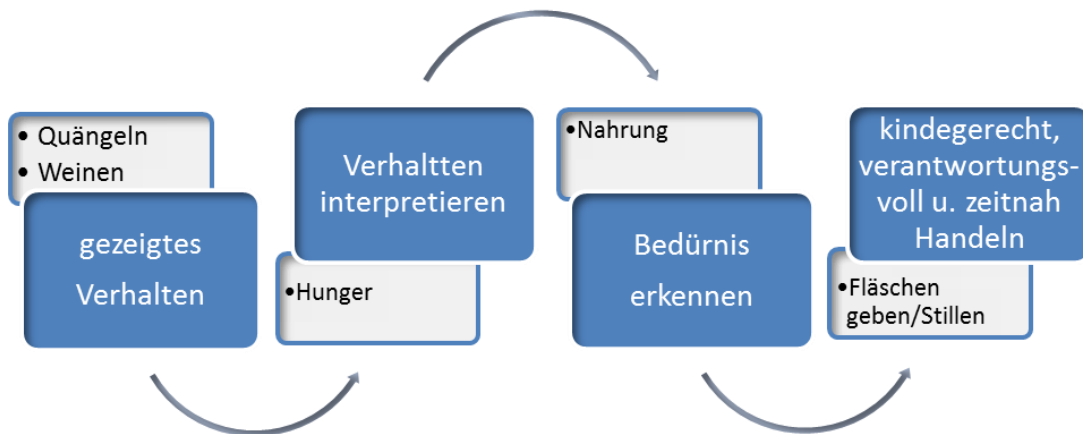 • Quängeln
• Weinen
gezeigtes
Verhalten
Verhaltten
interpretieren
•Hunger
•Nahrung
Bedürnis
erkennen
kindegerecht,
verantwortungs-
voll u. zeitnah
Handeln
•Fläschen
geben/Stillen